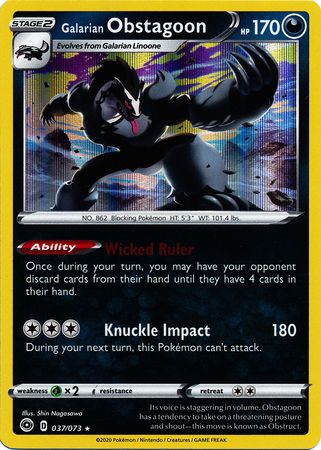 STAGE 2 Galarian Obstagoon HP 170
Evolves from Galarian Linoone
NO. 862 Blocking Pokémon HT: 5'3" WT: 101.4 lbs.
Ability Wicked Ruler
Once during your turn, you may have your opponent
discard cards from their hand until they have 4 cards in
their hand.
Knuckle Impact 180
During your next turn, this Pokémon can't attack.
weakness ×2 resistance retreat
Illus. Shin Nagasawa
Its voice is staggering in volume. Obstagoon
has a tendency to take on a threatening posture
and shout—this move is known as Obstruct.
D 037/073 ★
©2020 Pokémon / Nintendo / Creatures / GAME FREAK